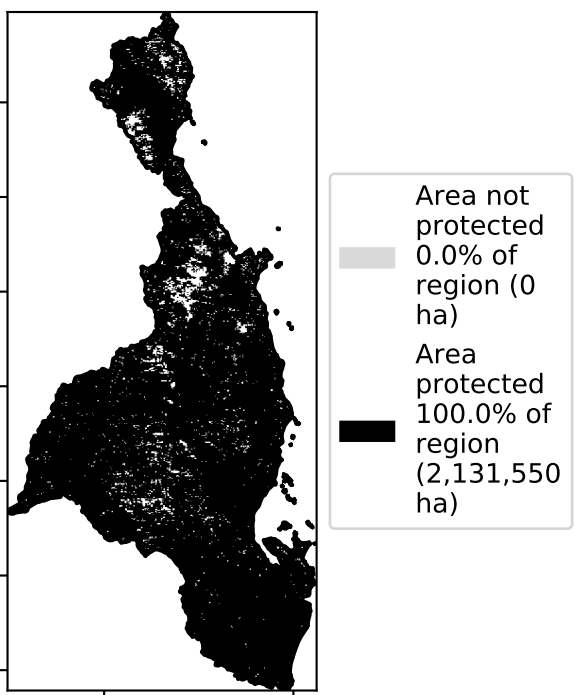 Area not
protected
0.0% of
region (0
ha)
Area
protected
100.0% of
region
(2,131,550
ha)